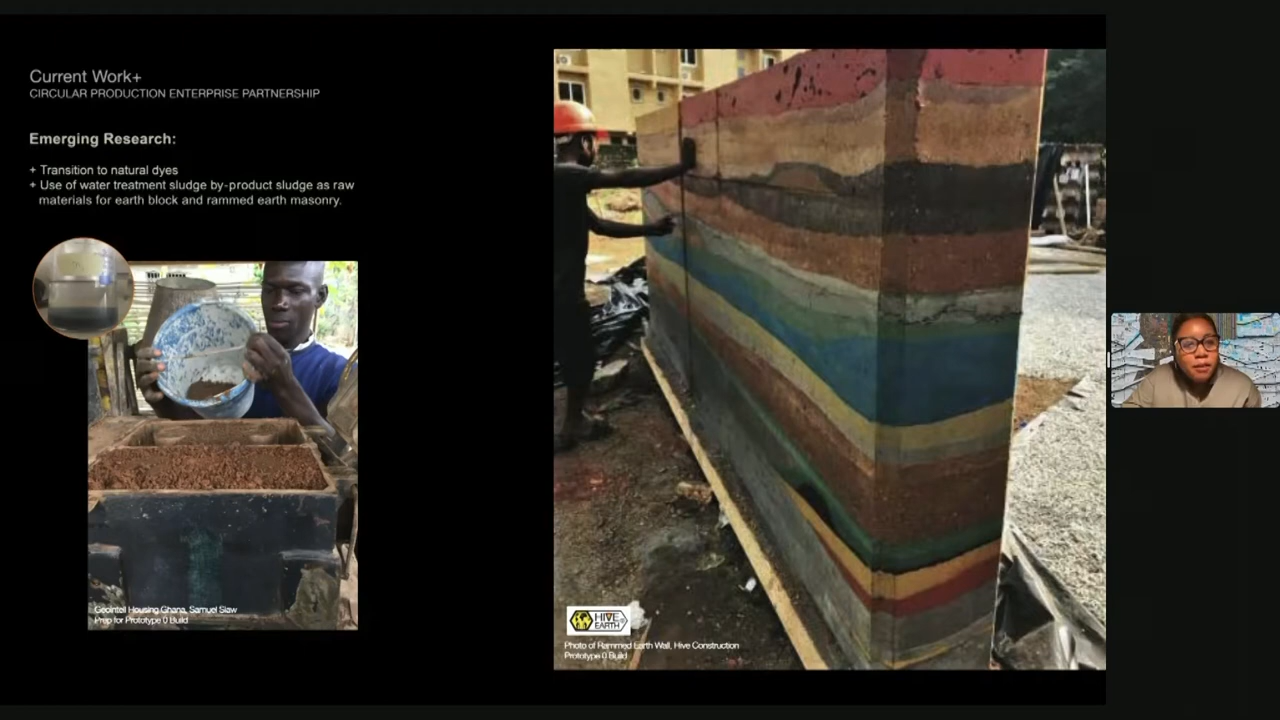 Current Work+
CIRCULAR PRODUCTION ENTERPRISE PARTNERSHIP
Emerging Research:
+ Transition to natural dyes
+ Use of water treatment sludge by-product sludge as raw
materials for earth block and rammed earth masonry.
Geointell Housing Ghana, Samuel Siaw
Prep for Prototype 0 Build
HIVE
EARTH
Photo of Rammed Earth Wall, Hive Construction
Prototype 0 Build